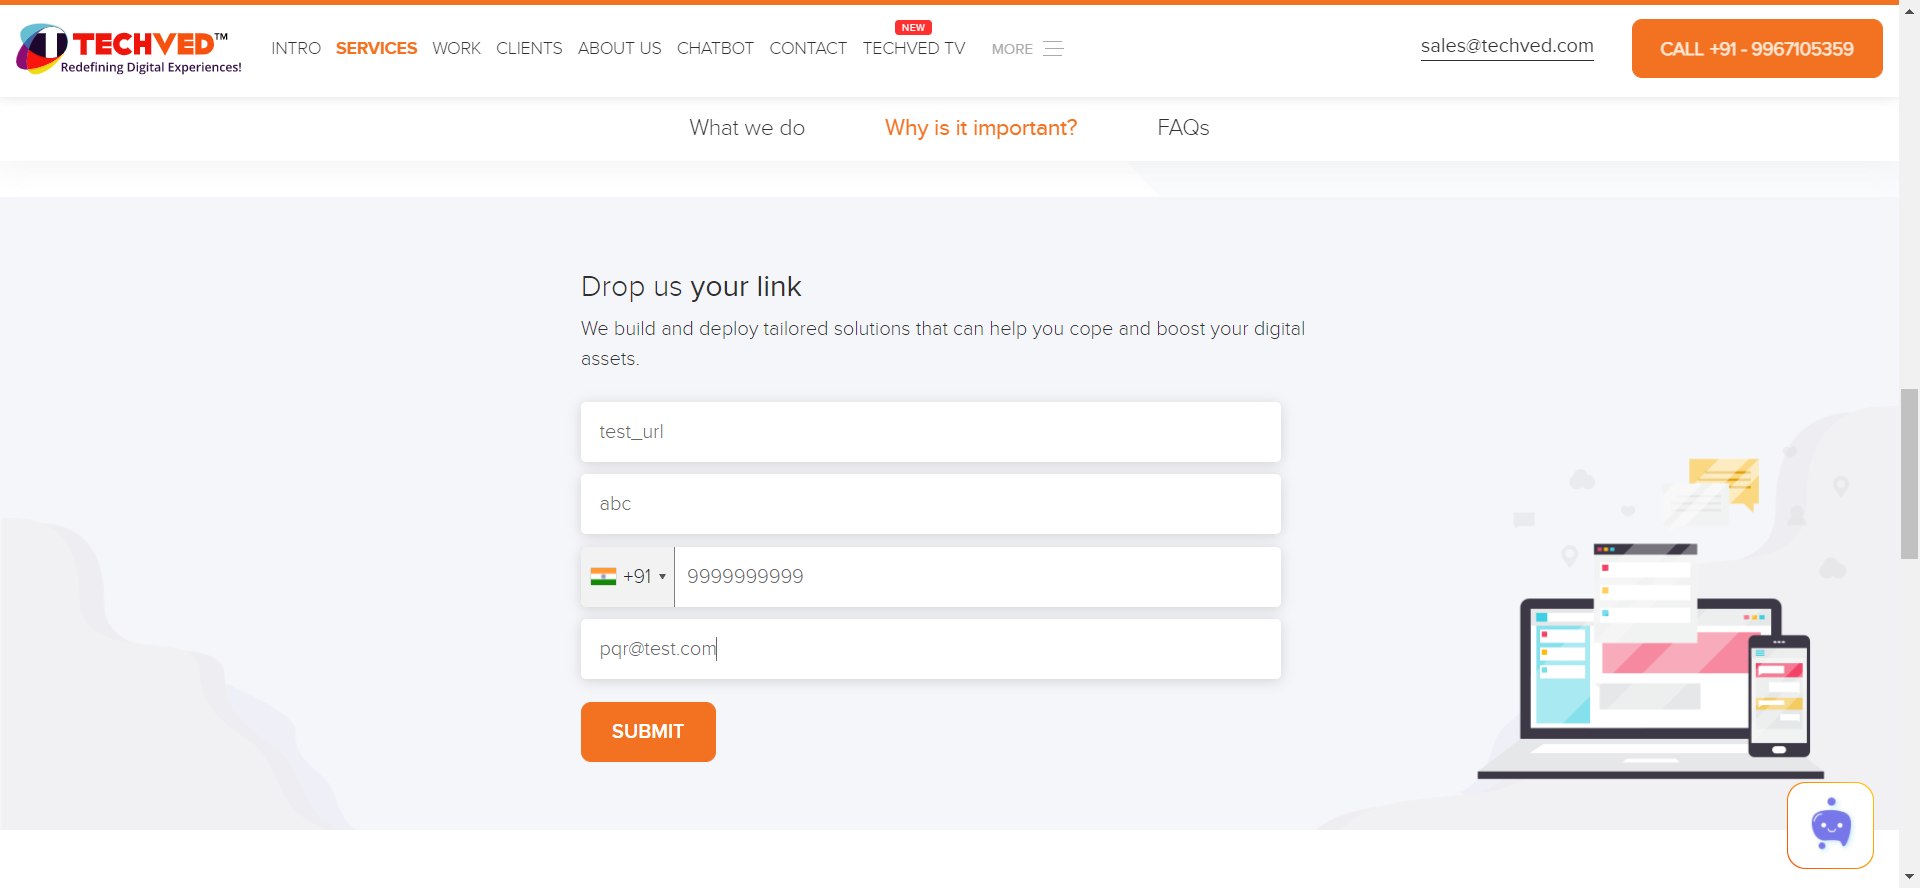 TECHVED™
Redefining Digital Experiences!
INTRO SERVICES WORK CLIENTS ABOUT US CHATBOT CONTACT TECHVED TV NEW MORE
sales@techved.com
CALL +91 - 9967105359
What we do Why is it important? FAQs
Drop us your link
We build and deploy tailored solutions that can help you cope and boost your digital
assets.
test_url
abc
+91 9999999999
pqr@test.com
SUBMIT